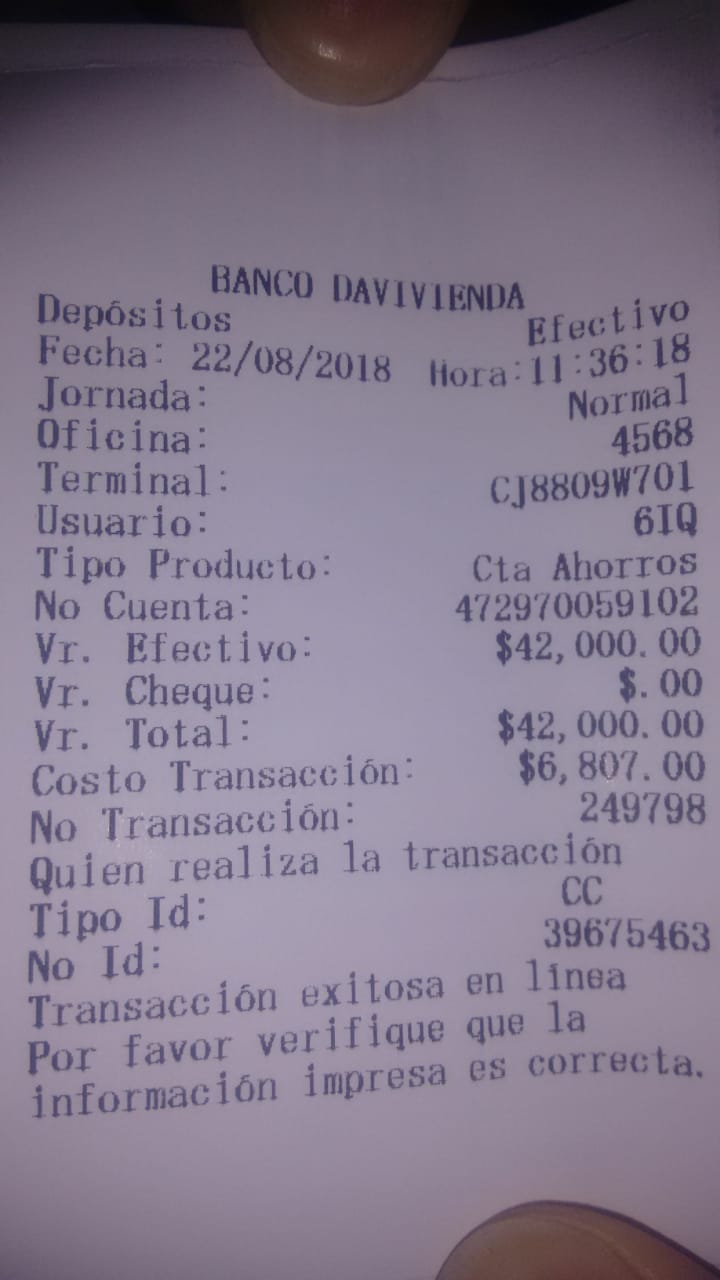 BANCO DAVIVIENDA
Depósitos Efectivo
Fecha: 22/08/2018 Hora:11:36:18
Jornada: Normal
Oficina: 4568
Terminal: CJ8809W701
Usuario: 6IQ
Tipo Producto: Cta Ahorros
No Cuenta: 472970059102
Vr. Efectivo: $42,000.00
Vr. Cheque: $.00
Vr. Total: $42,000.00
Costo Transacción: $6,807.00
No Transacción: 249798
Quien realiza la transacción
Tipo Id: CC
No Id: 39675463
Transacción exitosa en línea
Por favor verifique que la
información impresa es correcta.